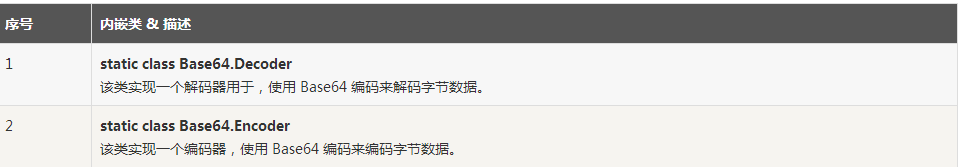 序号 内嵌类 & 描述
1 static class Base64.Decoder
该类实现一个解码器用于，使用 Base64 编码来解码字节数据。
2 static class Base64.Encoder
该类实现一个编码器，使用 Base64 编码来编码字节数据。